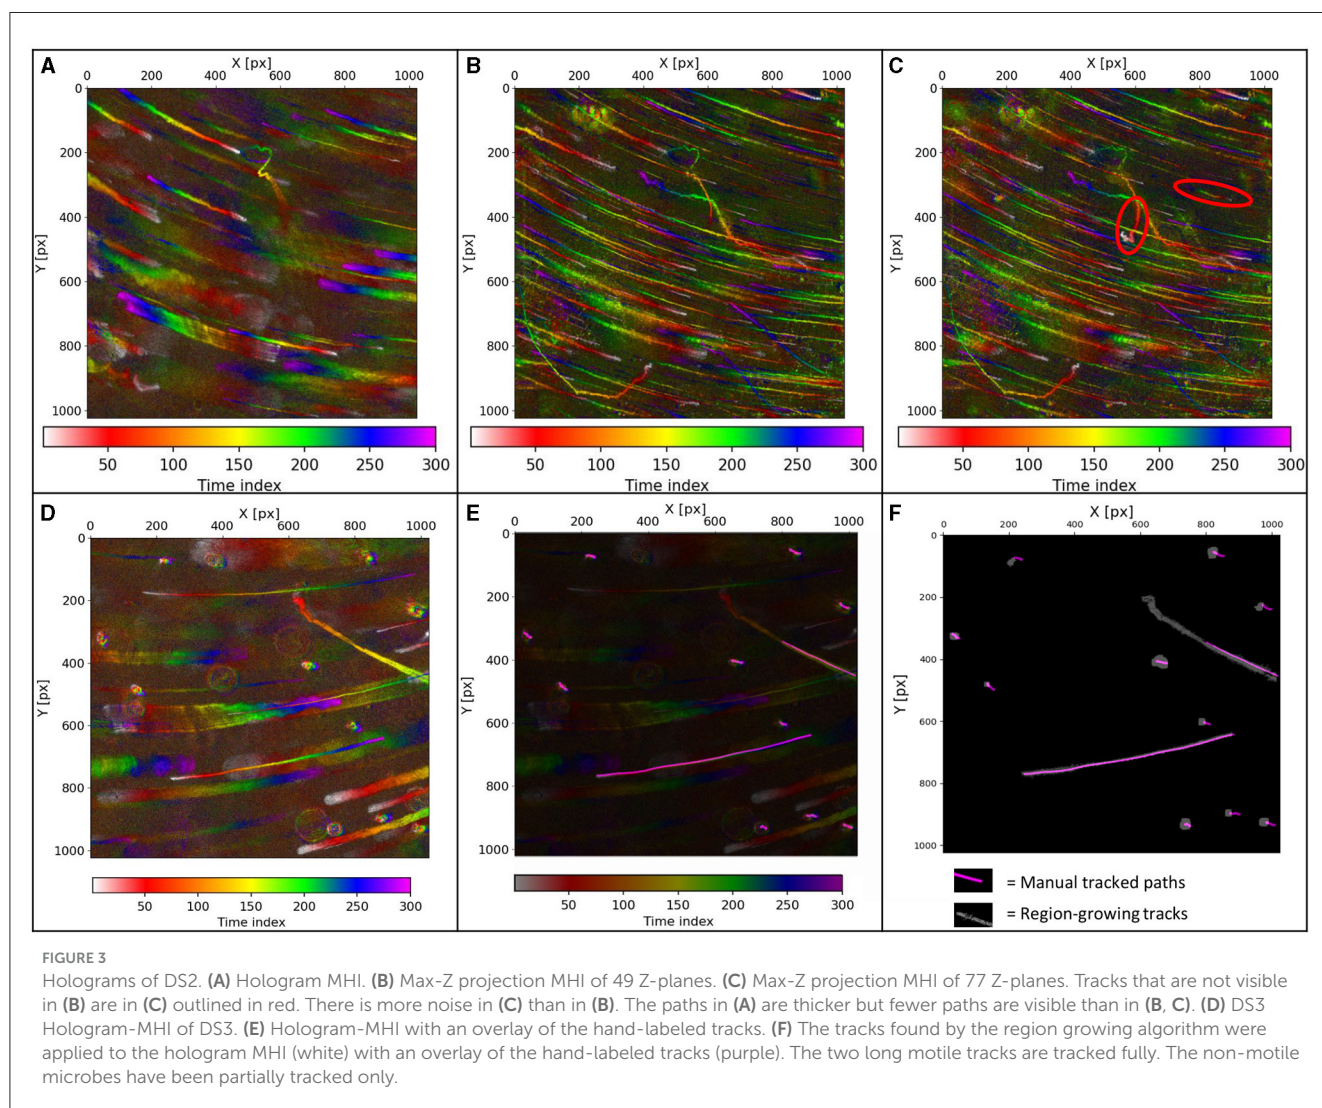 A
X [px]
0 200 400 600 800 1000
0
200
400
600
800
1000
Y [px]
50 100 150 200 250 300
Time index
B
X [px]
0 200 400 600 800 1000
0
200
400
600
800
1000
Y [px]
50 100 150 200 250 300
Time index
C
X [px]
0 200 400 600 800 1000
0
200
400
600
800
1000
Y [px]
50 100 150 200 250 300
Time index
D
X [px]
0 200 400 600 800 1000
0
200
400
600
800
1000
Y [px]
50 100 150 200 250 300
Time index
E
X [px]
0 200 400 600 800 1000
0
200
400
600
800
1000
Y [px]
50 100 150 200 250 300
Time index
F
X [px]
0 200 400 600 800 1000
0
200
400
600
800
1000
Y [px]
= Manual tracked paths
= Region-growing tracks
FIGURE 3
Holograms of DS2. (A) Hologram MHI. (B) Max-Z projection MHI of 49 Z-planes. (C) Max-Z projection MHI of 77 Z-planes. Tracks that are not visible
in (B) are in (C) outlined in red. There is more noise in (C) than in (B). The paths in (A) are thicker but fewer paths are visible than in (B, C). (D) DS3
Hologram-MHI of DS3. (E) Hologram-MHI with an overlay of the hand-labeled tracks. (F) The tracks found by the region growing algorithm were
applied to the hologram MHI (white) with an overlay of the hand-labeled tracks (purple). The two long motile tracks are tracked fully. The non-motile
microbes have been partially tracked only.